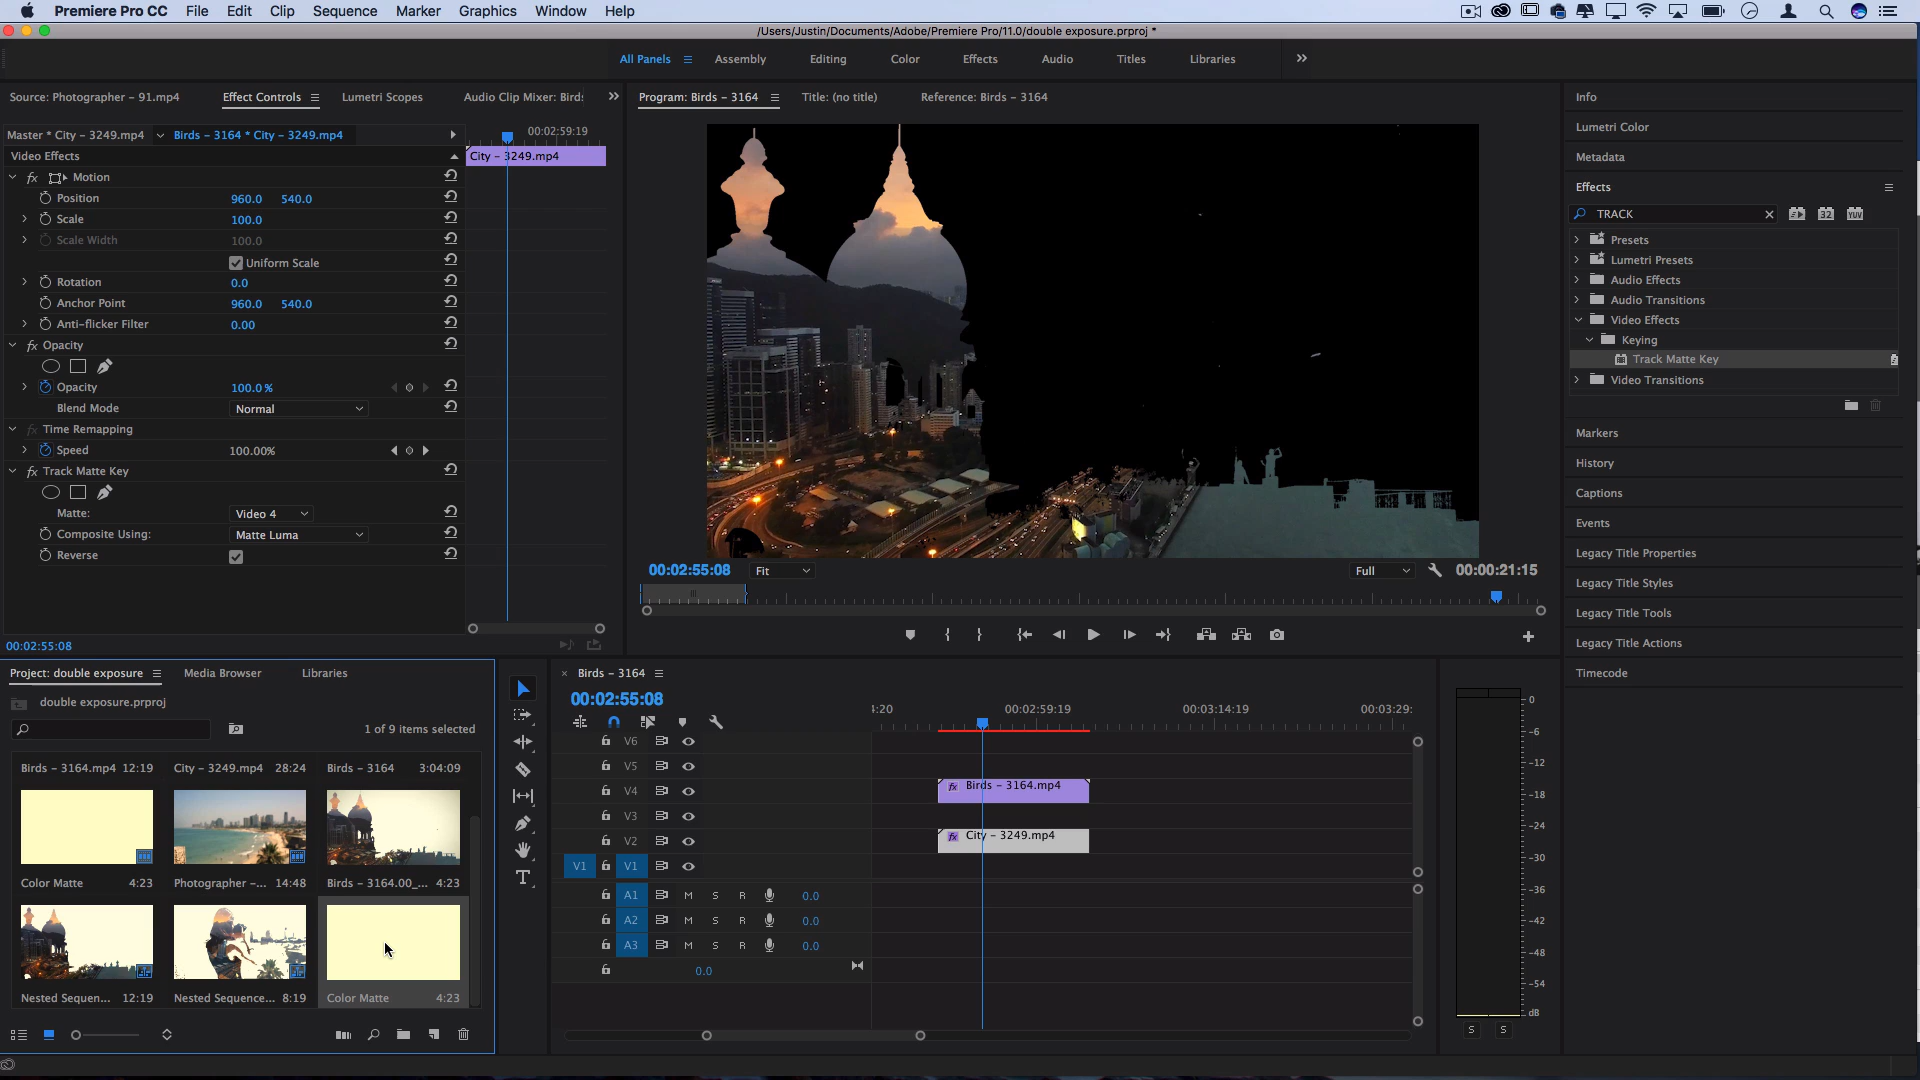 Premiere Pro CC File Edit Clip Sequence Marker Graphics Window Help
/Users/Justin/Documents/Adobe/Premiere Pro/11.0/double exposure.prproj *
All Panels Assembly Editing Color Effects Audio Titles Libraries
Source: Photographer - 91.mp4 Effect Controls Lumetri Scopes Audio Clip Mixer: Birds
Master * City - 3249.mp4 Birds - 3164 * City - 3249.mp4
00:02:59:19
Video Effects
City - 3249.mp4
fx Motion
Position 960.0 540.0
Scale 100.0
Scale Width 100.0
Uniform Scale
Rotation 0.0
Anchor Point 960.0 540.0
Anti-flicker Filter 0.00
fx Opacity
Opacity 100.0 %
Blend Mode Normal
fx Time Remapping
Speed 100.00%
fx Track Matte Key
Matte: Video 4
Composite Using: Matte Luma
Reverse
00:02:55:08
Program: Birds - 3164 Title: (no title) Reference: Birds - 3164
00:02:55:08 Fit Full 00:00:21:15
Info
Lumetri Color
Metadata
Effects
TRACK 32 YUV
Presets
Lumetri Presets
Audio Effects
Audio Transitions
Video Effects
Keying
Track Matte Key
Video Transitions
Markers
History
Captions
Events
Legacy Title Properties
Legacy Title Styles
Legacy Title Tools
Legacy Title Actions
Timecode
Project: double exposure Media Browser Libraries
double exposure.prproj
1 of 9 items selected
Birds - 3164.mp4 12:19 City - 3249.mp4 28:24 Birds - 3164 3:04:09
Color Matte 4:23 Photographer -... 14:48 Birds - 3164.00_... 4:23
Nested Sequen... 12:19 Nested Sequence... 8:19 Color Matte 4:23
T
× Birds - 3164
00:02:55:08
4:20 00:02:59:19 00:03:14:19 00:03:29:
V6
V5
V4 fx Birds - 3164.mp4
V3
V2 fx City - 3249.mp4
V1 V1
A1 M S R 0.0
A2 M S R 0.0
A3 M S R 0.0
0.0
0
-6
-12
-18
-24
-30
-36
-42
-48
-54
dB
S S